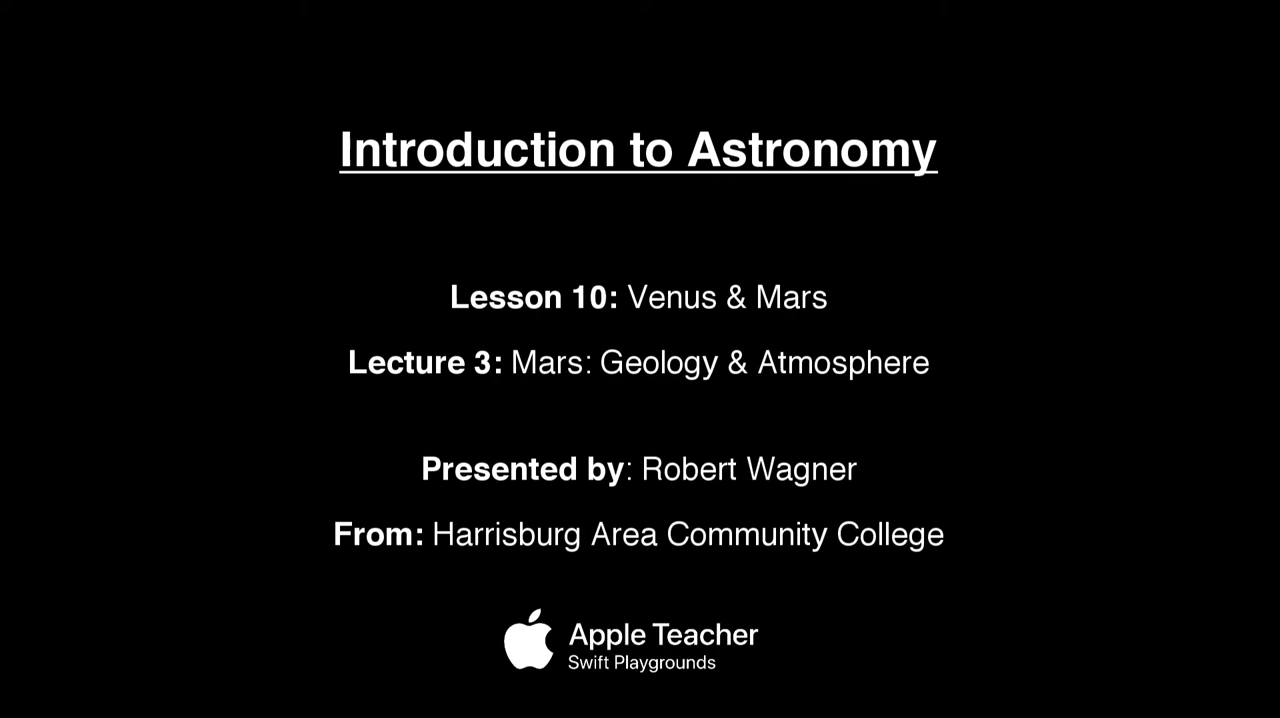 Introduction to Astronomy
Lesson 10: Venus & Mars
Lecture 3: Mars: Geology & Atmosphere
Presented by: Robert Wagner
From: Harrisburg Area Community College
Apple Teacher
Swift Playgrounds